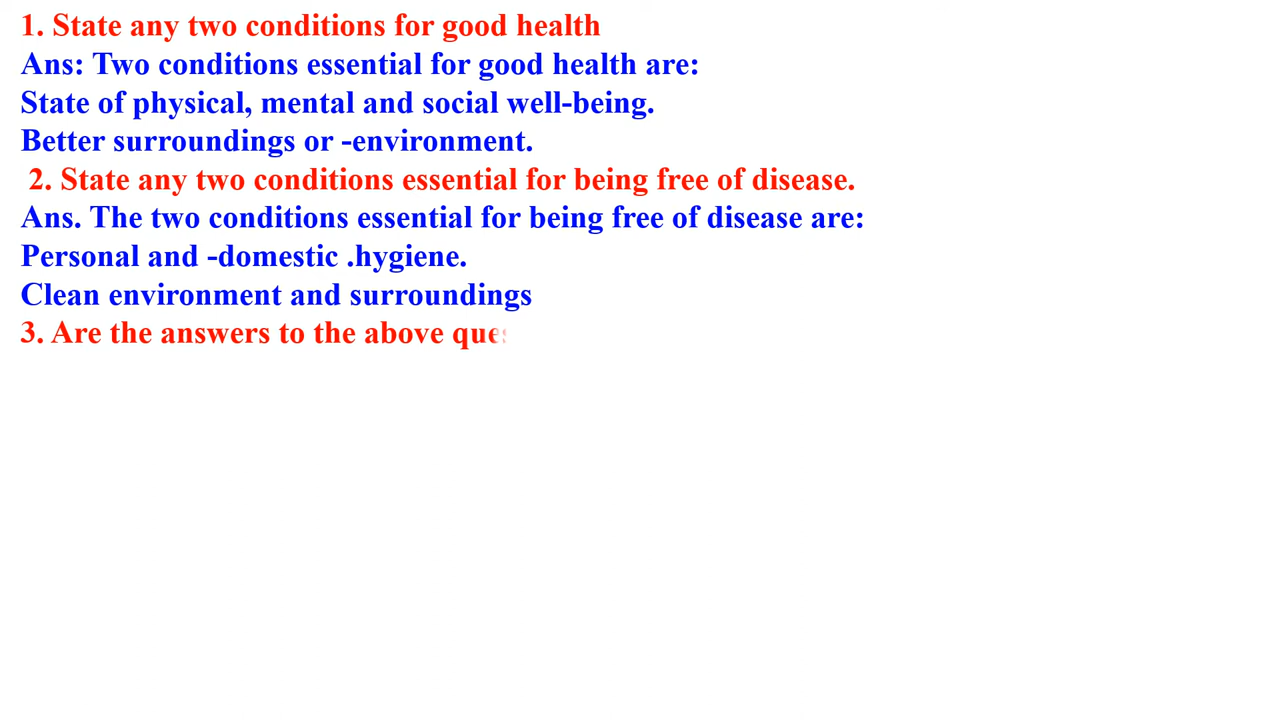 1. State any two conditions for good health
Ans: Two conditions essential for good health are:
State of physical, mental and social well-being.
Better surroundings or -environment.
2. State any two conditions essential for being free of disease.
Ans. The two conditions essential for being free of disease are:
Personal and -domestic .hygiene.
Clean environment and surroundings
3. Are the answers to the above